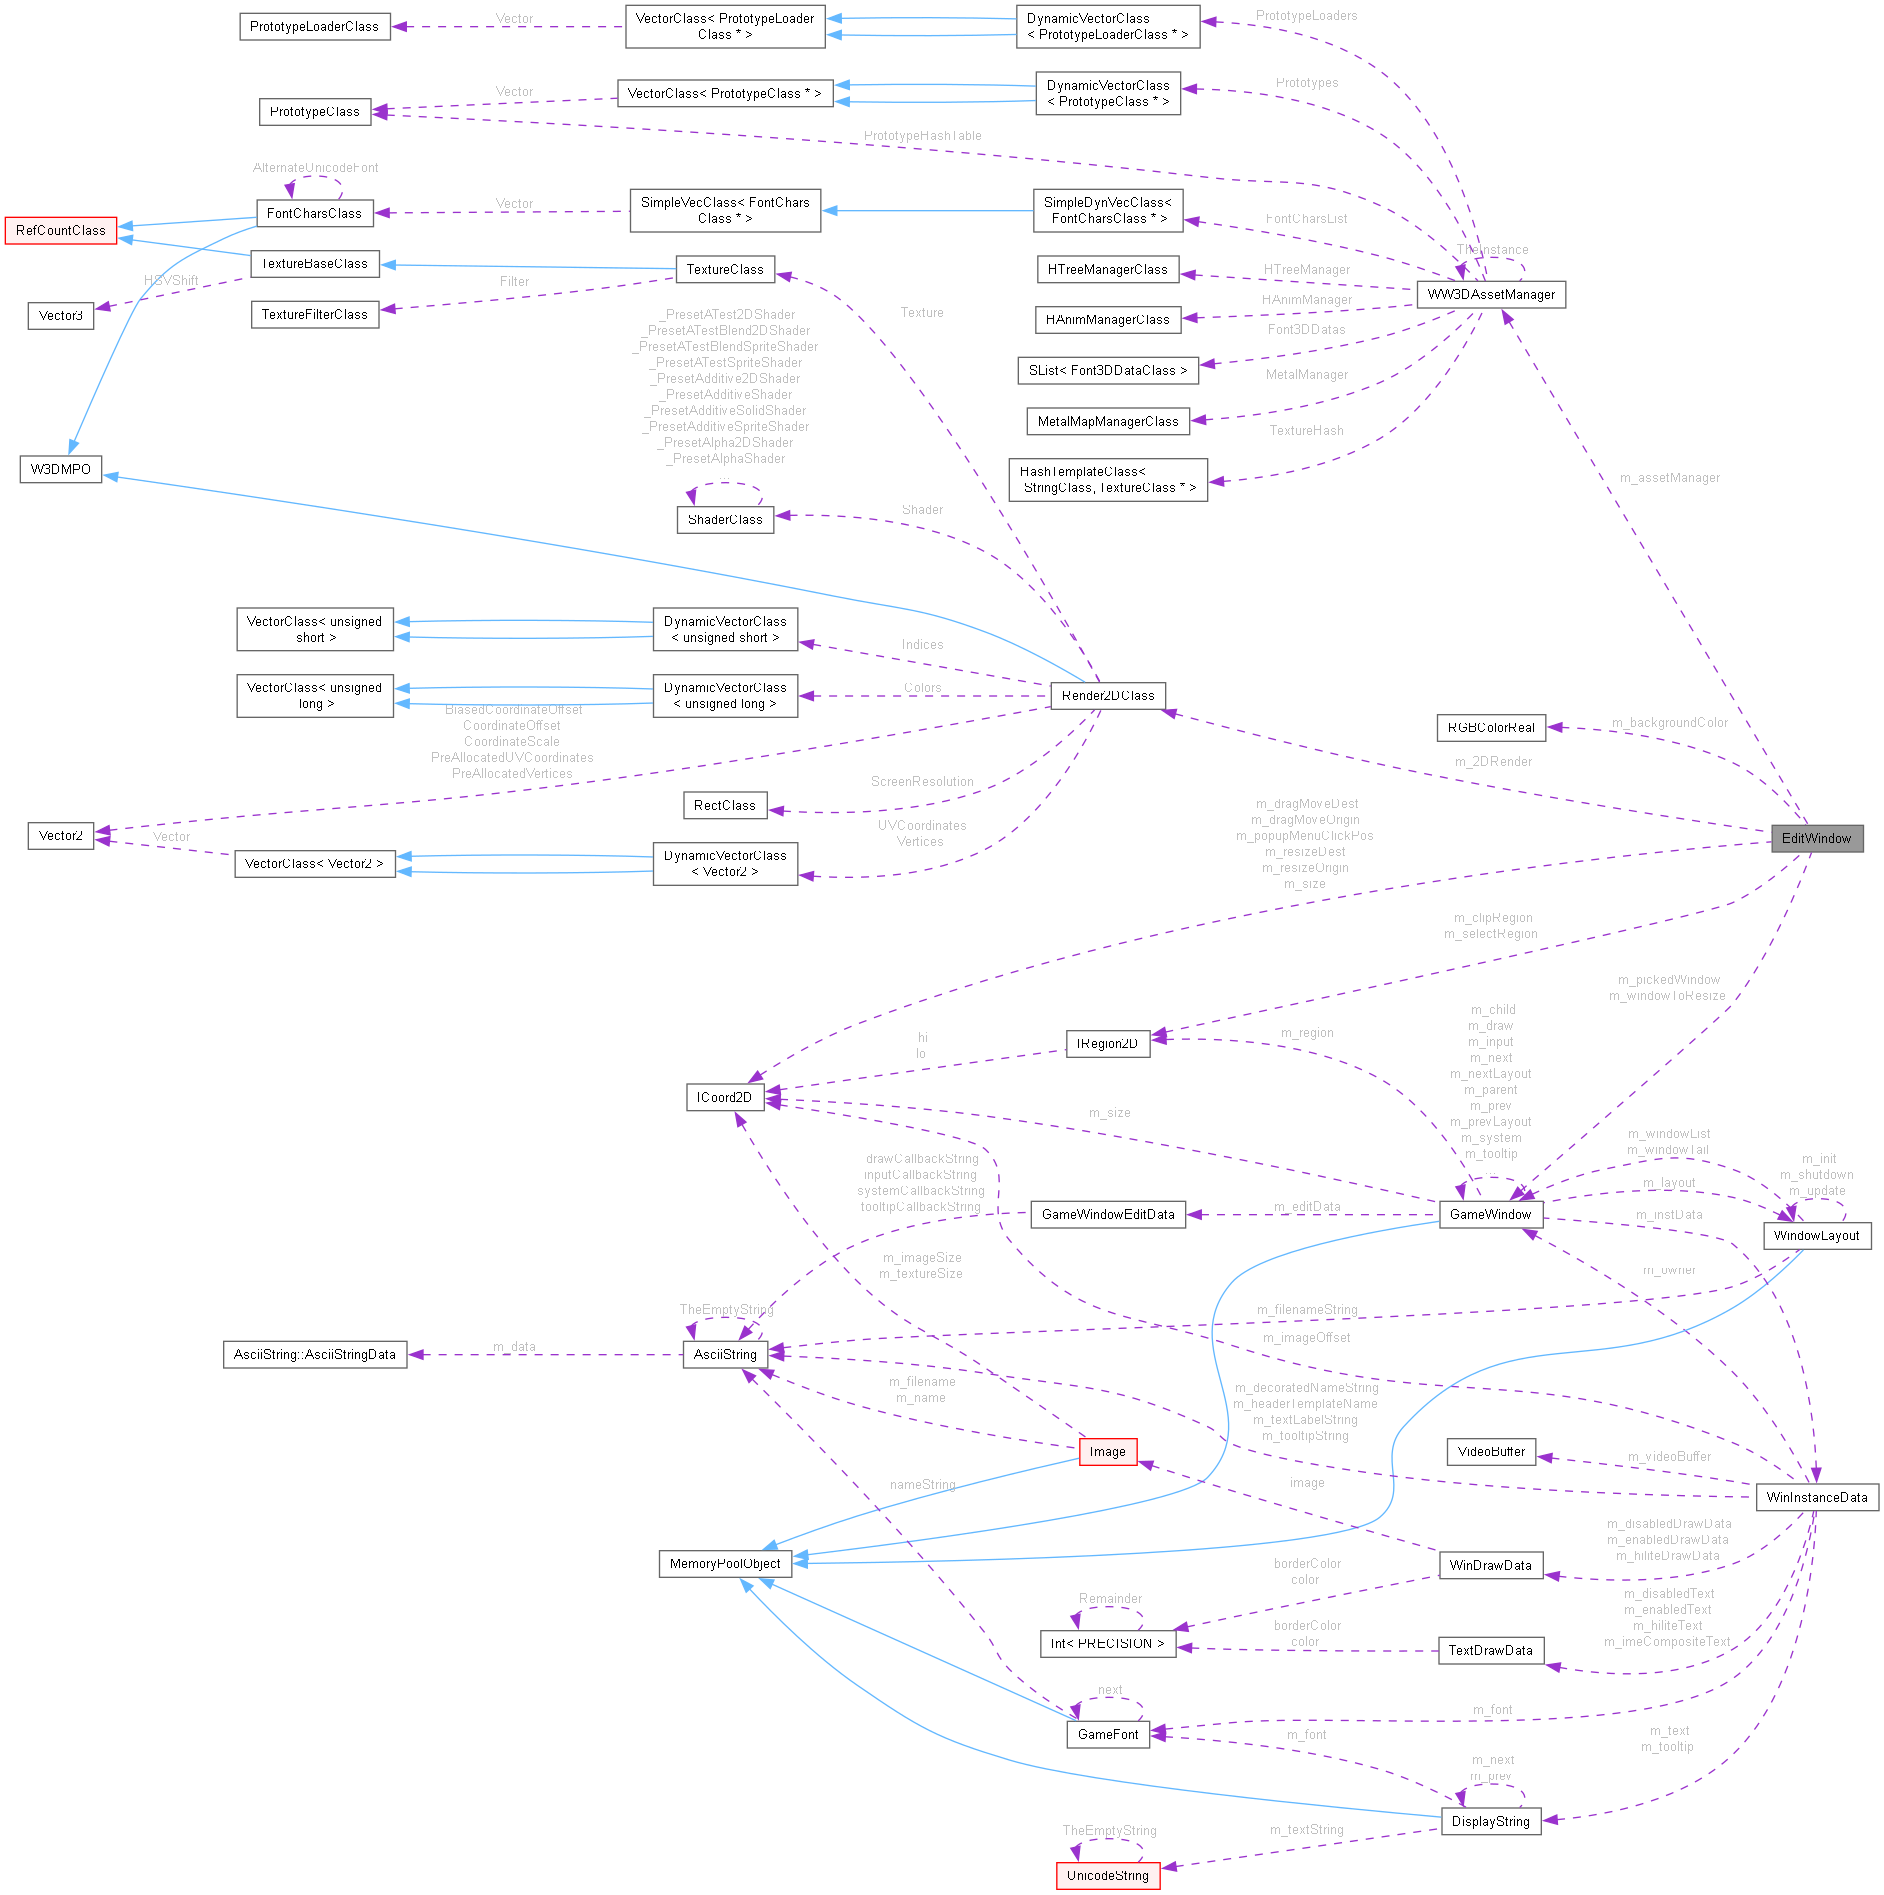 PrototypeLoaderClass
Vector
VectorClass< PrototypeLoader
Class * >
DynamicVectorClass
< PrototypeLoaderClass * >
PrototypeLoaders
PrototypeClass
Vector
VectorClass< PrototypeClass * >
DynamicVectorClass
< PrototypeClass * >
Prototypes
PrototypeHashTable
AlternateUnicodeFont
FontCharsClass
Vector
SimpleVecClass< FontChars
Class * >
SimpleDynVecClass<
FontCharsClass * >
FontCharsList
RefCountClass
TextureBaseClass
TextureClass
HTreeManagerClass
HTreeManager
TheInstance
WW3DAssetManager
HSVShift
Vector3
TextureFilterClass
Filter
HAnimManagerClass
HAnimManager
Texture
_PresetATest2DShader
_PresetATestBlend2DShader
_PresetATestBlendSpriteShader
_PresetATestSpriteShader
_PresetAdditive2DShader
_PresetAdditiveShader
_PresetAdditiveSolidShader
_PresetAdditiveSpriteShader
_PresetAlpha2DShader
_PresetAlphaShader
...
ShaderClass
Font3DDatas
SList< Font3DDataClass >
MetalManager
MetalMapManagerClass
TextureHash
HashTemplateClass<
StringClass, TextureClass * >
m_assetManager
W3DMPO
Shader
VectorClass< unsigned
short >
DynamicVectorClass
< unsigned short >
Indices
VectorClass< unsigned
long >
DynamicVectorClass
< unsigned long >
Colors
Render2DClass
BiasedCoordinateOffset
CoordinateOffset
CoordinateScale
PreAllocatedUVCoordinates
PreAllocatedVertices
RGBColorReal
m_backgroundColor
m_2DRender
ScreenResolution
RectClass
UVCoordinates
Vertices
Vector2
Vector
VectorClass< Vector2 >
DynamicVectorClass
< Vector2 >
m_dragMoveDest
m_dragMoveOrigin
m_popupMenuClickPos
m_resizeDest
m_resizeOrigin
m_size
EditWindow
m_clipRegion
m_selectRegion
m_pickedWindow
m_windowToResize
hi
lo
IRegion2D
m_region
m_child
m_draw
m_input
m_next
m_nextLayout
m_parent
m_prev
m_prevLayout
m_system
m_tooltip
...
ICoord2D
m_size
m_windowList
m_windowTail
m_init
m_shutdown
m_update
drawCallbackString
inputCallbackString
systemCallbackString
tooltipCallbackString
GameWindowEditData
m_editData
GameWindow
m_layout
m_instData
WindowLayout
m_imageSize
m_textureSize
m_owner
TheEmptyString
m_filenameString
m_imageOffset
AsciiString::AsciiStringData
m_data
AsciiString
m_filename
m_name
m_decoratedNameString
m_headerTemplateName
m_textLabelString
m_tooltipString
Image
VideoBuffer
m_videoBuffer
nameString
image
WinInstanceData
m_disabledDrawData
m_enabledDrawData
m_hiliteDrawData
MemoryPoolObject
WinDrawData
borderColor
color
Remainder
Int< PRECISION >
borderColor
color
TextDrawData
m_disabledText
m_enabledText
m_hiliteText
m_imeCompositeText
next
GameFont
m_font
m_font
m_text
m_tooltip
m_next
m_prev
DisplayString
TheEmptyString
m_textString
UnicodeString